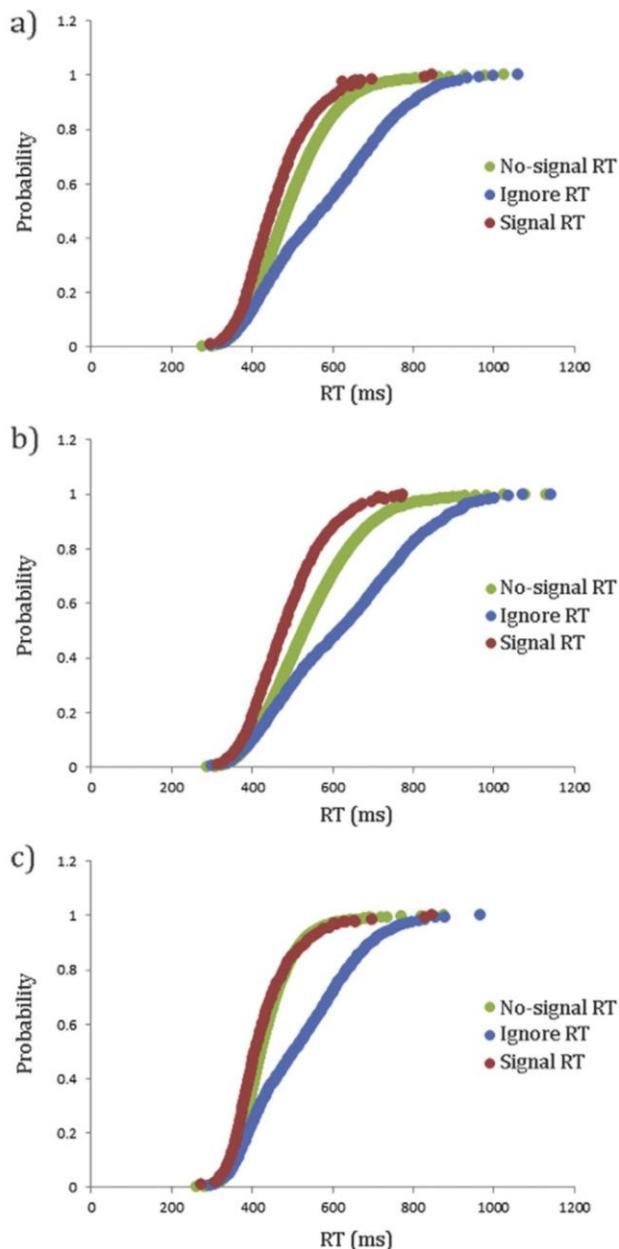 a)
1.2
1
0.8
0.6
0.4
0.2
0
Probability
0 200 400 600 800 1000 1200
RT (ms)
No-signal RT
Ignore RT
Signal RT
b)
1.2
1
0.8
0.6
0.4
0.2
0
Probability
0 200 400 600 800 1000 1200
RT (ms)
No-signal RT
Ignore RT
Signal RT
c)
1.2
1
0.8
0.6
0.4
0.2
0
Probability
0 200 400 600 800 1000 1200
RT (ms)
No-signal RT
Ignore RT
Signal RT